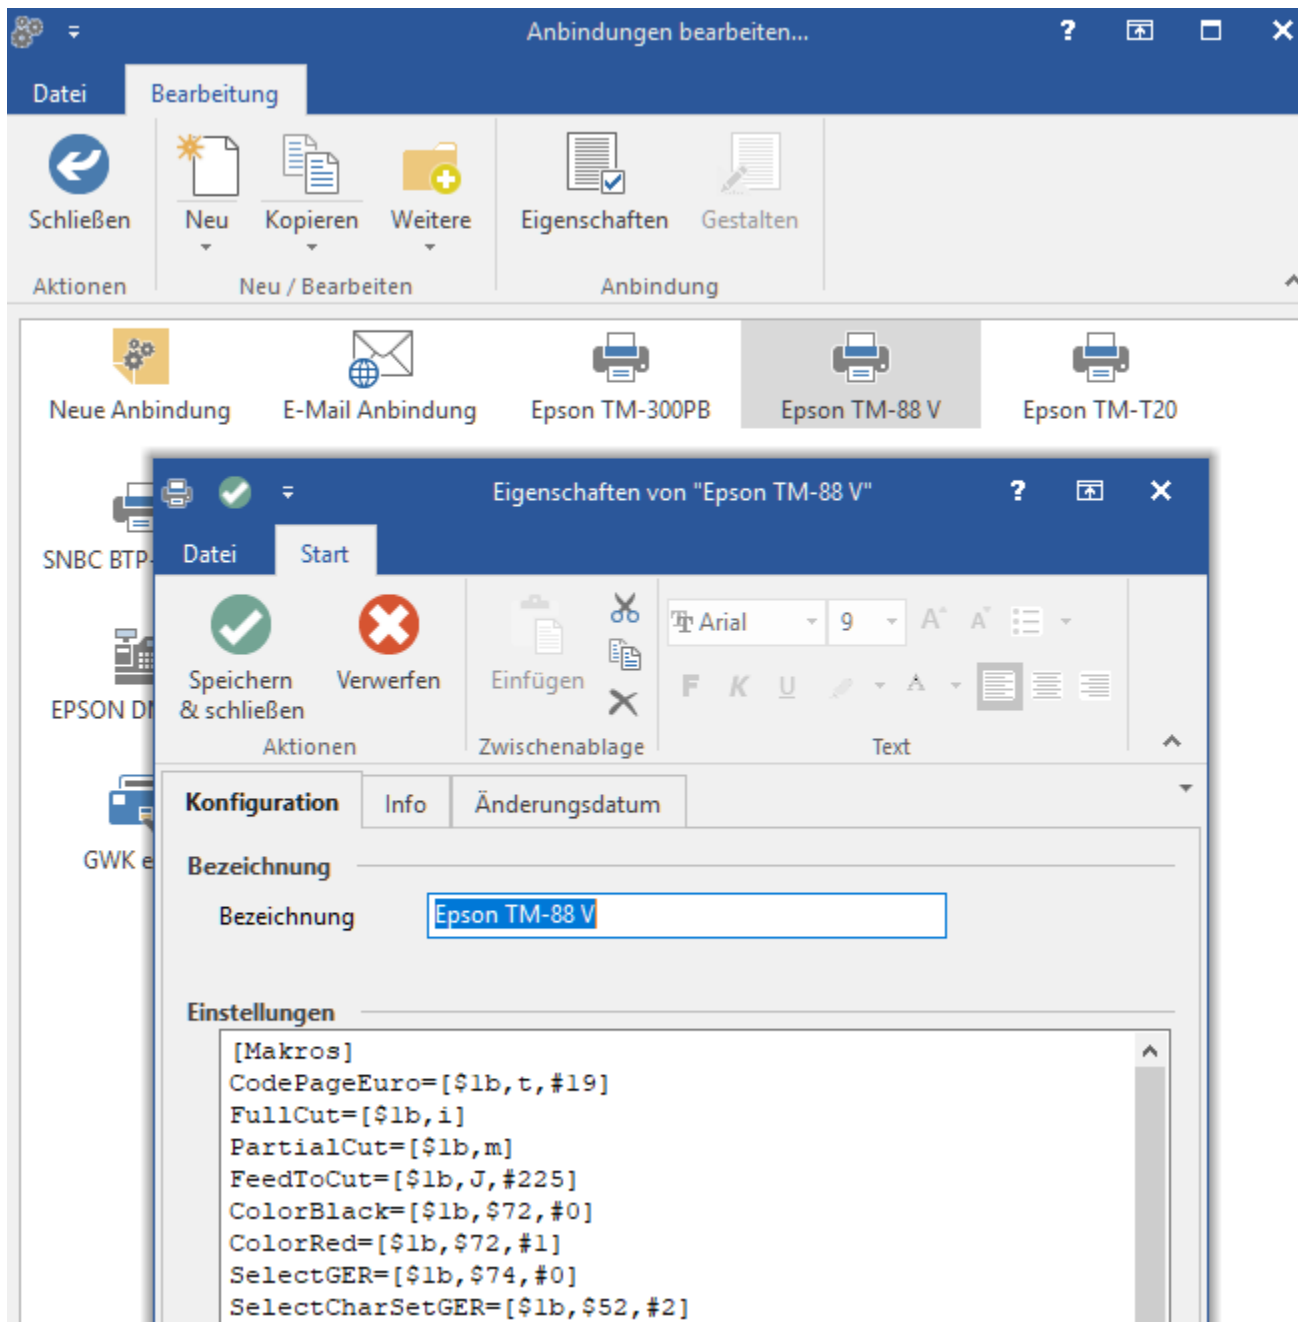 Anbindungen bearbeiten... ?
Datei Bearbeitung
Schließen Neu Kopieren Weitere Eigenschaften Gestalten
Aktionen Neu / Bearbeiten Anbindung
Neue Anbindung E-Mail Anbindung Epson TM-300PB Epson TM-88 V Epson TM-T20
SNBC BTP-
EPSON
GWK
Eigenschaften von "Epson TM-88 V" ?
Datei Start
Speichern & schließen Verwerfen Einfügen Arial 9 A A
F K U A
Aktionen Zwischenablage Text
Konfiguration Info Änderungsdatum
Bezeichnung
Bezeichnung Epson TM-88 V
Einstellungen
[Makros]
CodePageEuro=[$1b,t,#19]
FullCut=[$1b,i]
PartialCut=[$1b,m]
FeedToCut=[$1b,J,#225]
ColorBlack=[$1b,$72,#0]
ColorRed=[$1b,$72,#1]
SelectGER=[$1b,$74,#0]
SelectCharSetGER=[$1b,$52,#2]